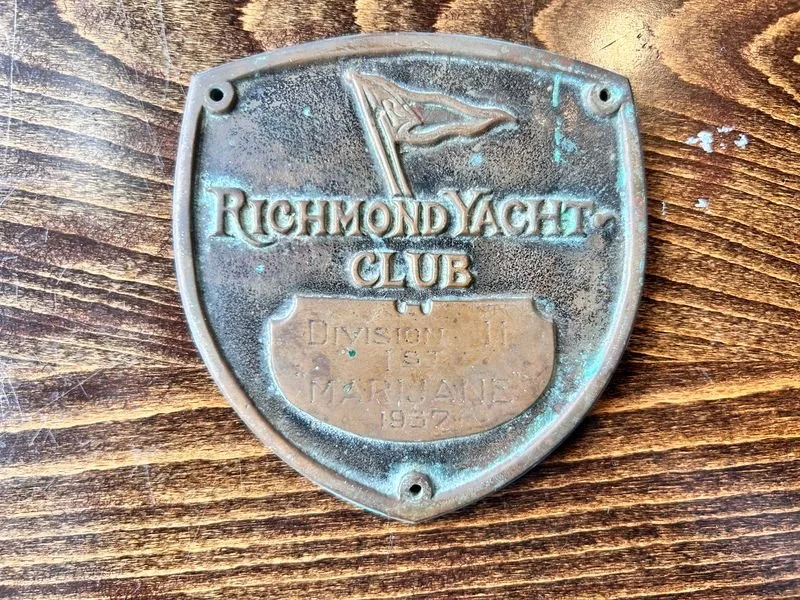 RICHMOND YACHT
CLUB
DIVISION II
1ST
"MARIJANE"
1937